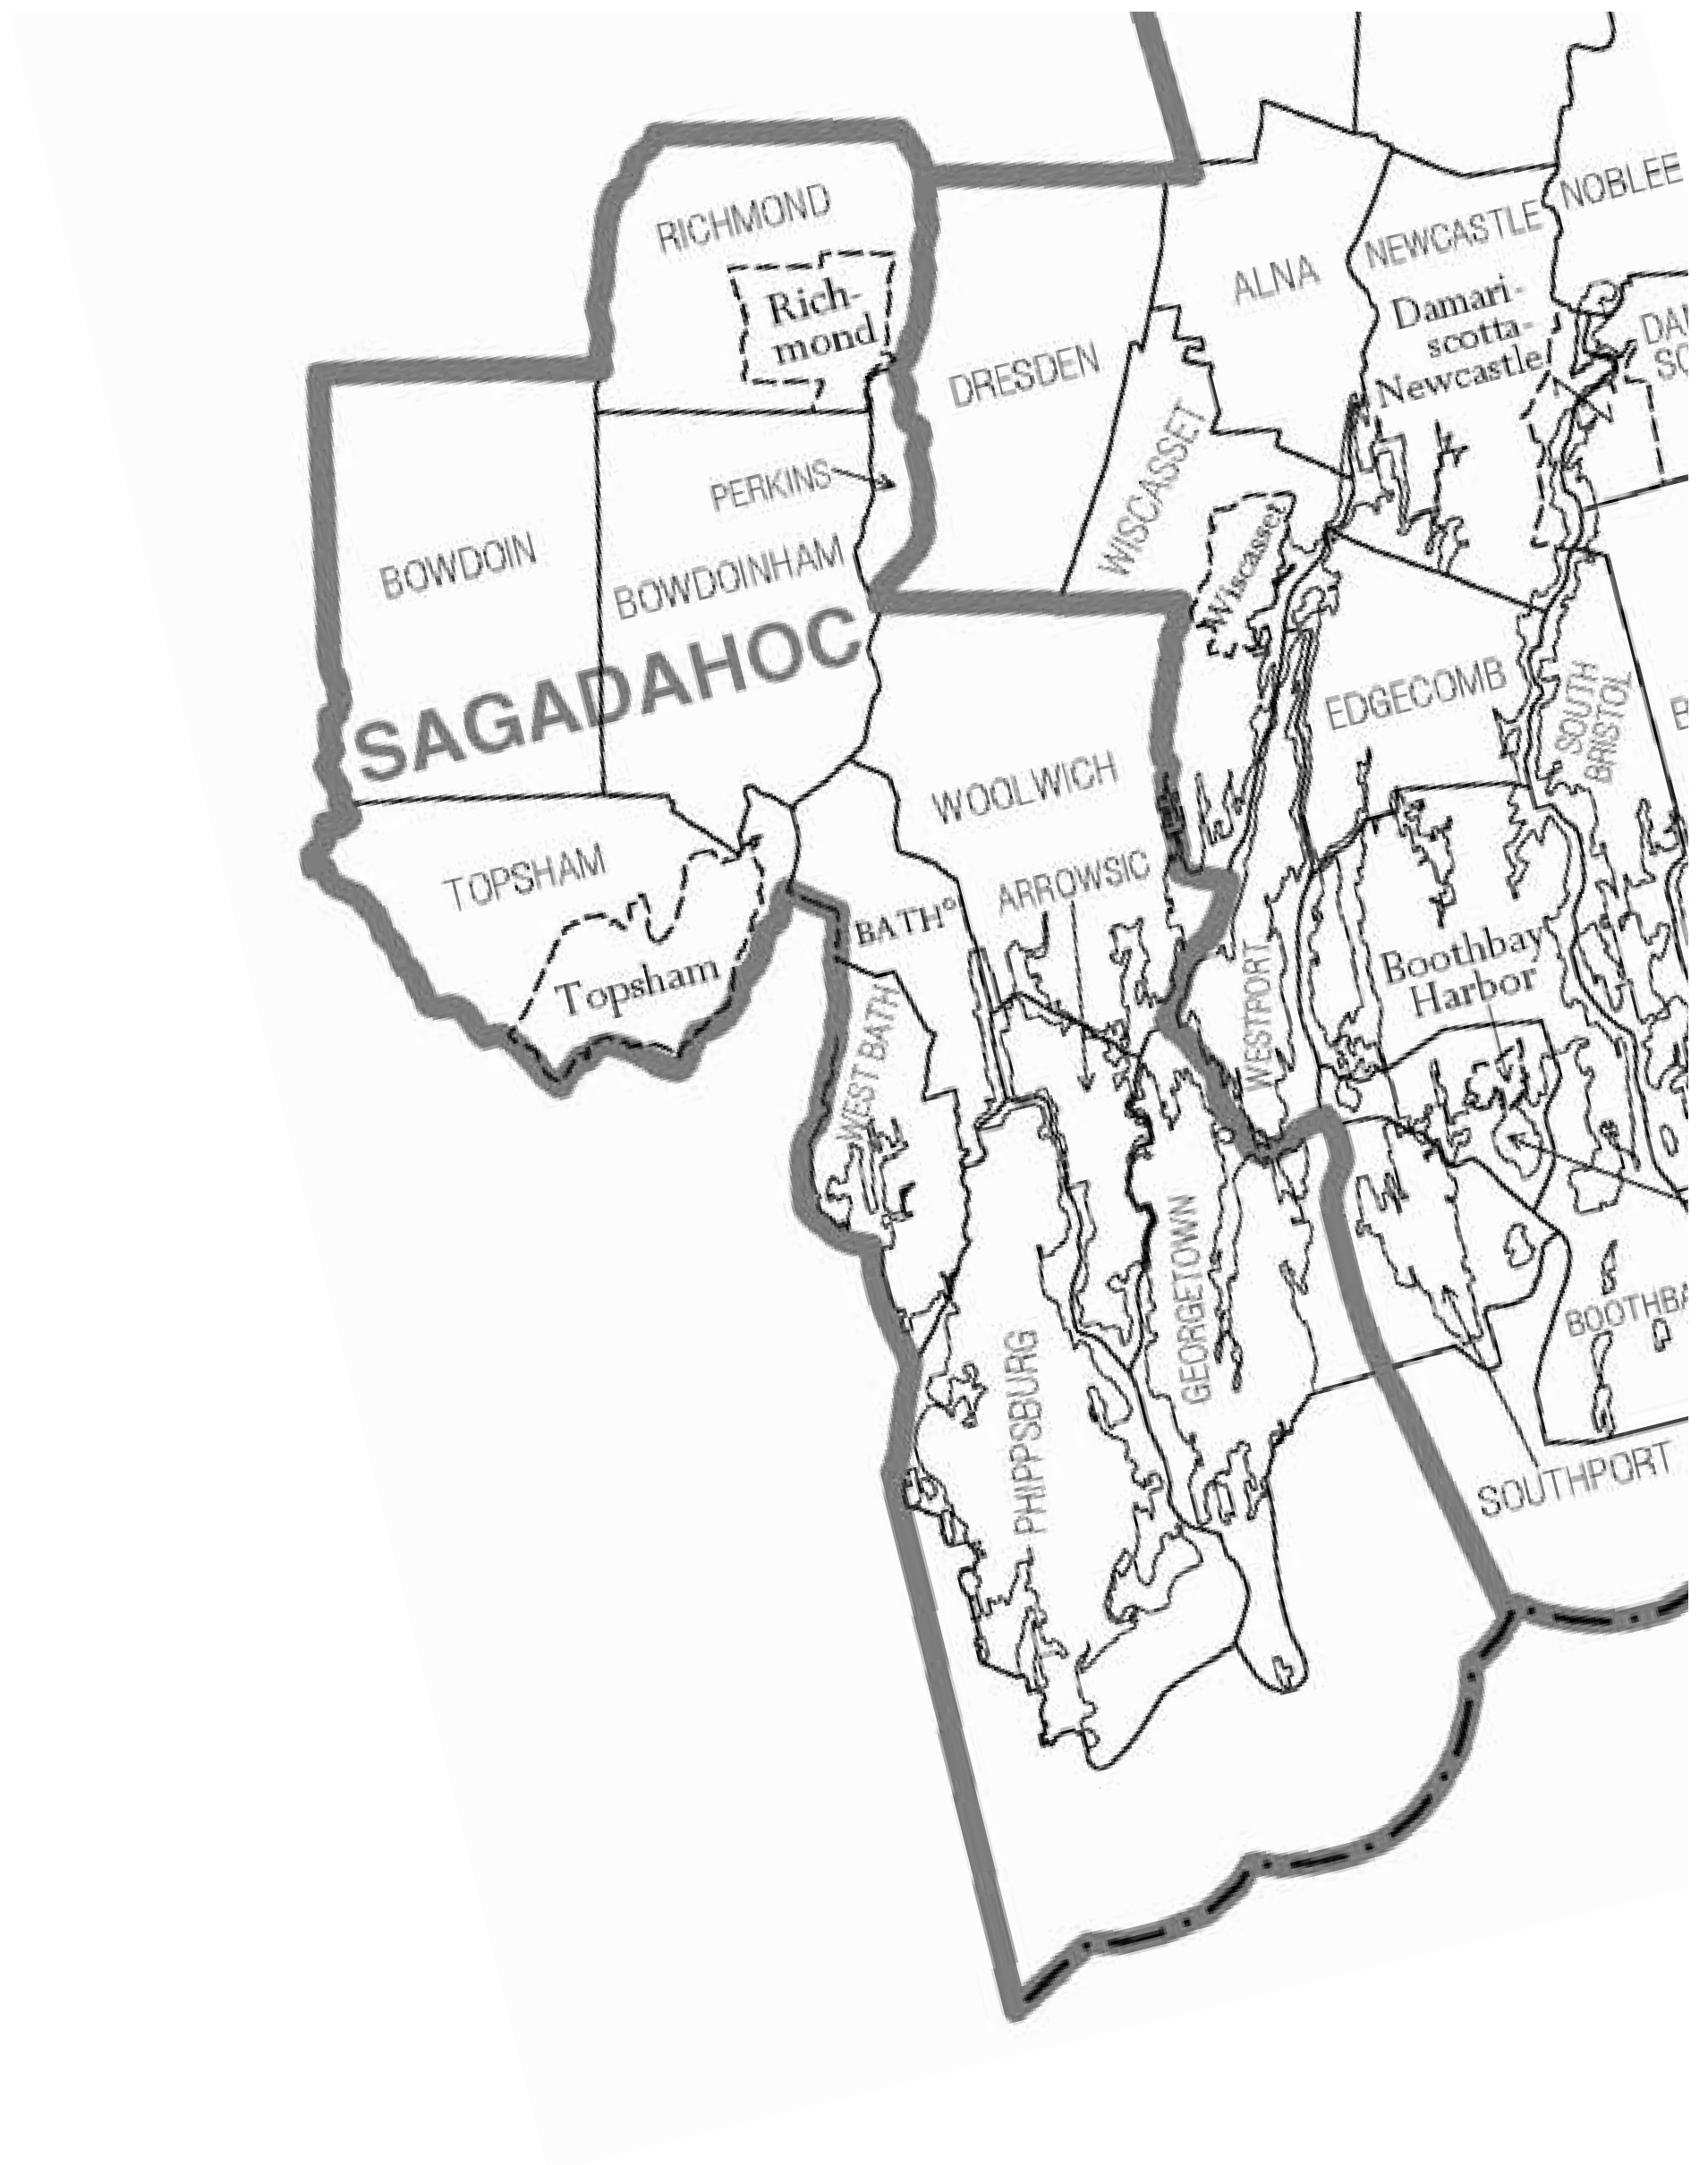 RICHMOND
Rich-
mond
NOBLEE
NEWCASTLE
ALNA
Damari-
scotta-
Newcastle
DRESDEN
WISCASSET
PERKINS
BOWDOIN
BOWDOINHAM
Wiscasset
SAGADAHOC
EDGECOMB
SOUTH
BRISTOL
WOOLWICH
TOPSHAM
ARROWSIC
BATH°
Topsham
WEST BATH
WESTPORT
Boothbay
Harbor
GEORGETOWN
PHIPPSBURG
BOOTHBA
SOUTHPORT